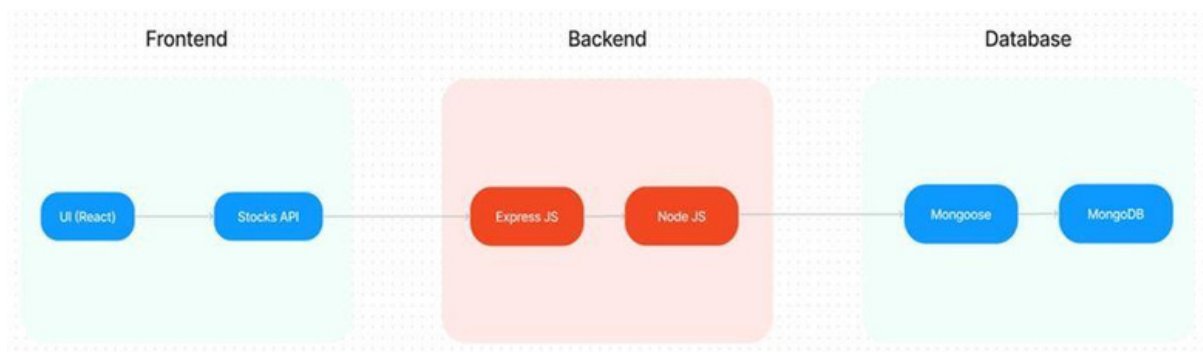 Frontend
Backend
Database
UI (React)
Stocks API
Express JS
Node JS
Mongoose
MongoDB